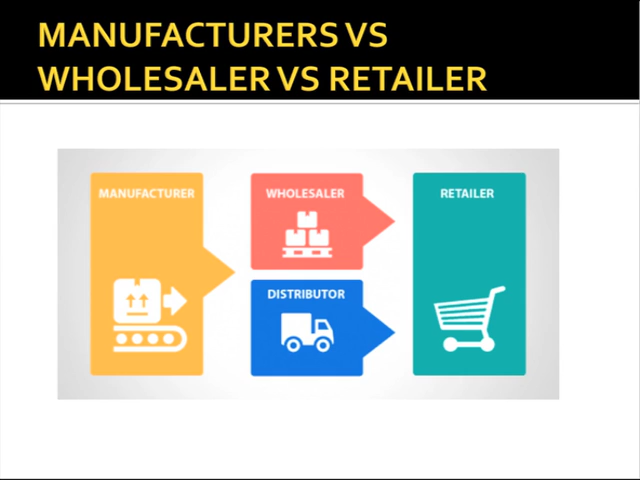 MANUFACTURERS VS
WHOLESALER VS RETAILER
MANUFACTURER
WHOLESALER
DISTRIBUTOR
RETAILER